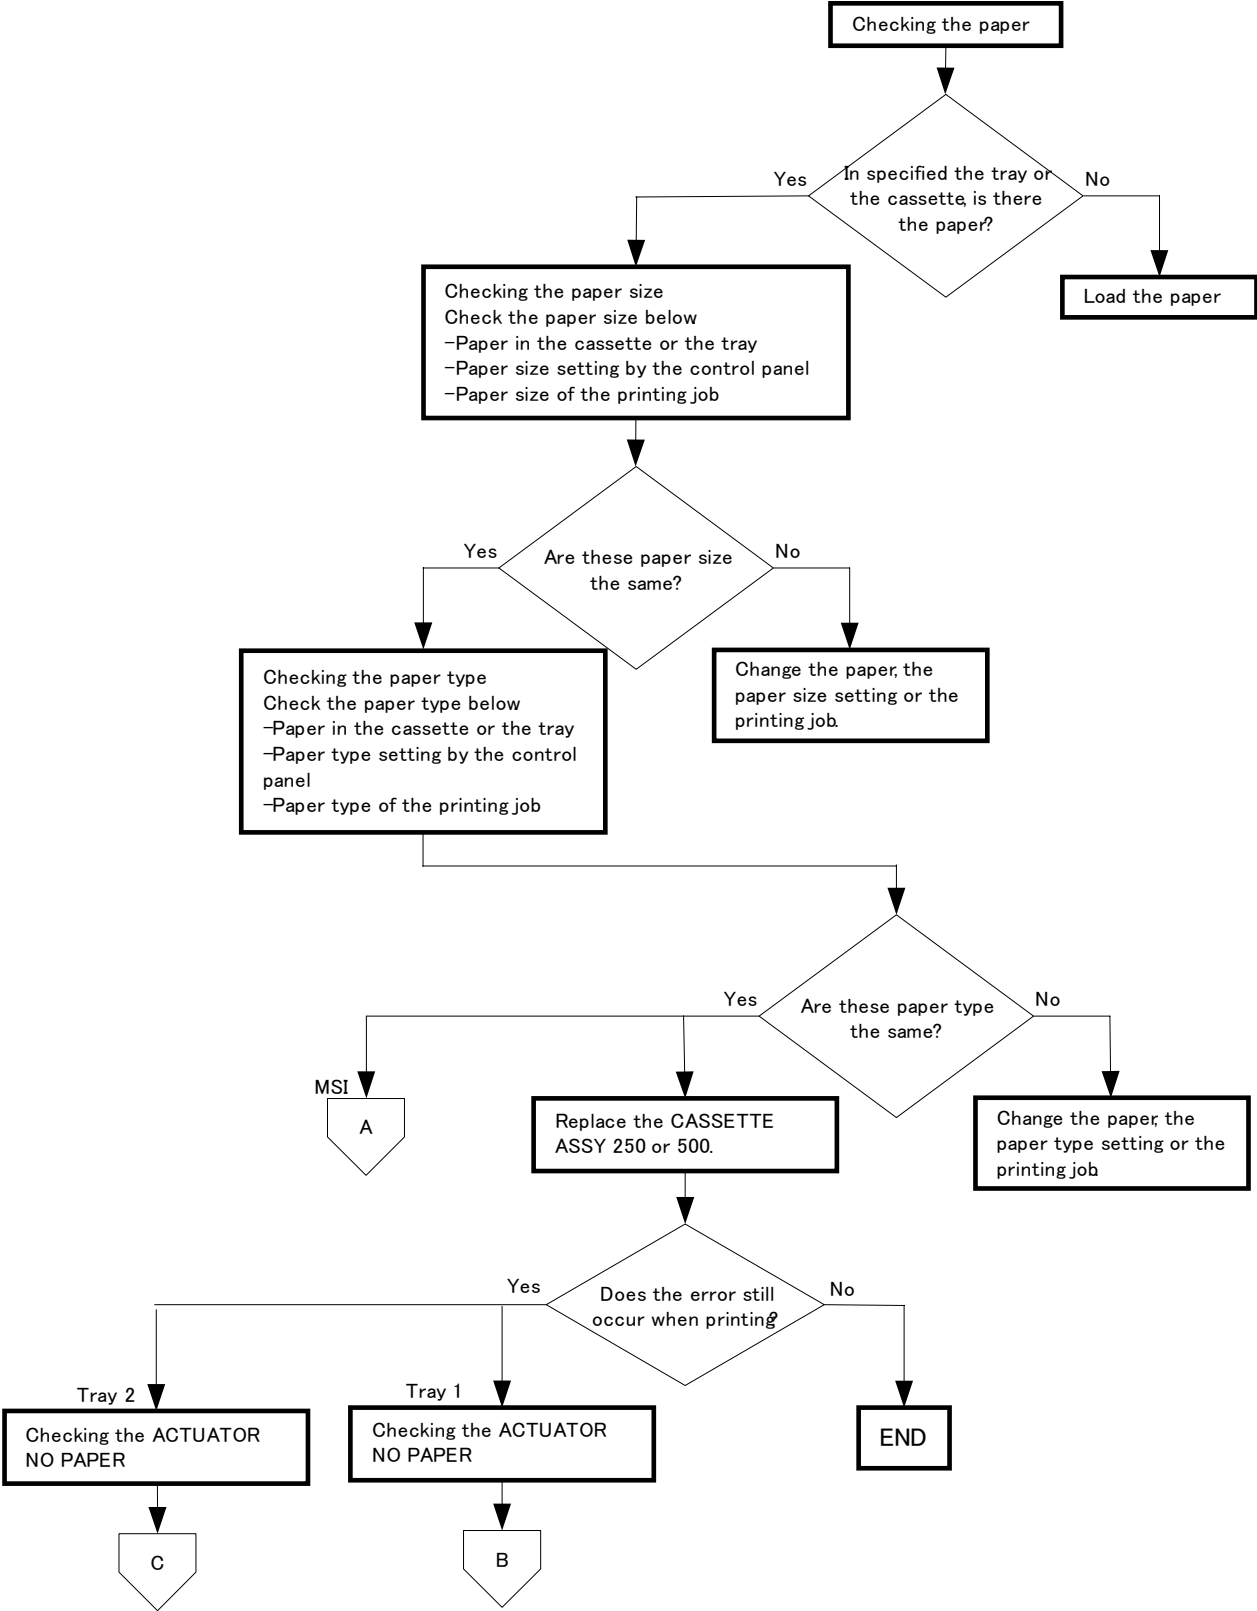 Checking the paper
In specified the tray or
the cassette, is there
the paper?
Yes
No
Load the paper
Checking the paper size
Check the paper size below
-Paper in the cassette or the tray
-Paper size setting by the control panel
-Paper size of the printing job
Are these paper size
the same?
Yes
No
Checking the paper type
Check the paper type below
-Paper in the cassette or the tray
-Paper type setting by the control
panel
-Paper type of the printing job
Change the paper, the
paper size setting or the
printing job.
Are these paper type
the same?
Yes
No
MSI
A
Replace the CASSETTE
ASSY 250 or 500.
Change the paper, the
paper type setting or the
printing job.
Does the error still
occur when printing?
Yes
No
Tray 2
Tray 1
Checking the ACTUATOR
NO PAPER
Checking the ACTUATOR
NO PAPER
END
C
B